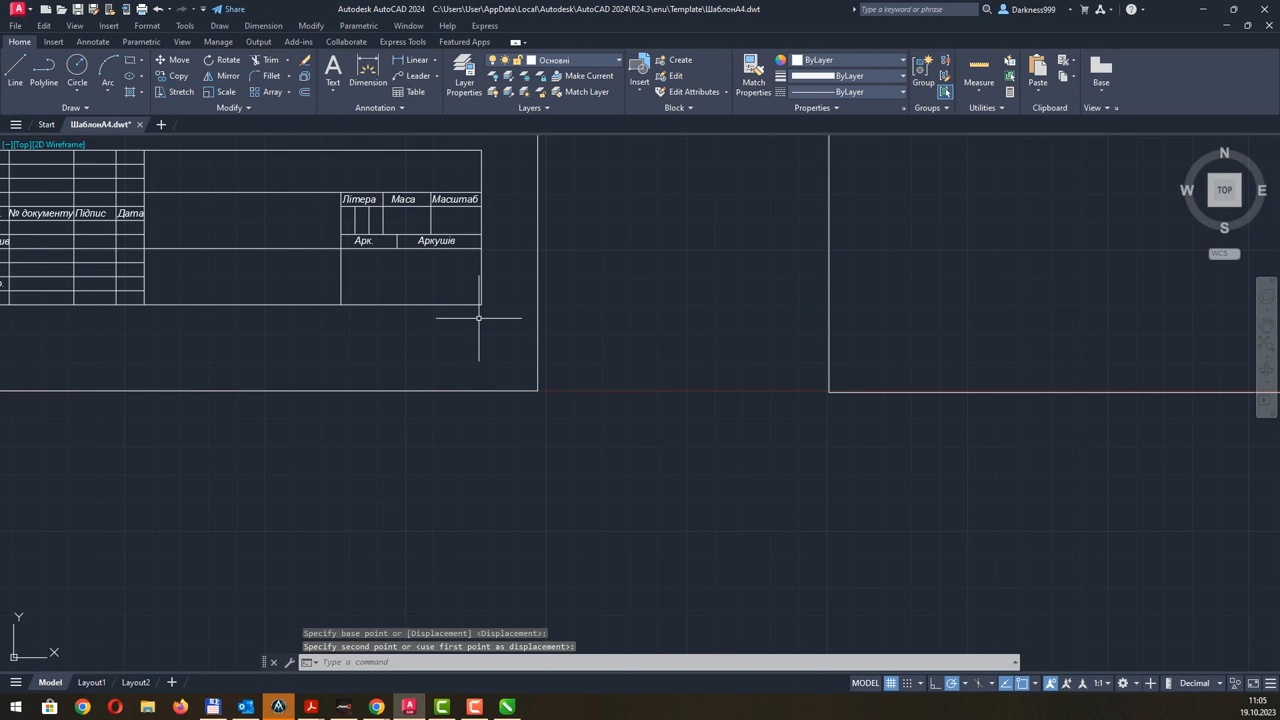 Share
Autodesk AutoCAD 2024 C:\Users\User\AppData\Local\Autodesk\AutoCAD 2024\R24.3\enu\Template\ШаблонА4.dwt
Type a keyword or phrase
Darkness999
File Edit View Insert Format Tools Draw Dimension Modify Parametric Window Help Express
Home Insert Annotate Parametric View Manage Output Add-ins Collaborate Express Tools Featured Apps
Line Polyline Circle Arc
Move Rotate Trim
Copy Mirror Fillet
Stretch Scale Array
Text Dimension
Linear
Leader
Table
Layer Properties
Основні
Make Current
Match Layer
Insert
Create
Edit
Edit Attributes
Match Properties
ByLayer
ByLayer
ByLayer
Group
Measure
Paste
Base
Draw Modify Annotation Layers Block Properties Groups Utilities Clipboard View
Start ШаблонА4.dwt*
[−][Top][2D Wireframe]
N
W TOP E
S
WCS
Літера Маса Масштаб
№ документу Підпис Дата
Арк. Аркушів
Y
X
Specify base point or [Displacement] <Displacement>:
Specify second point or <use first point as displacement>:
Type a command
Model Layout1 Layout2
MODEL 1:1 Decimal
11:05
19.10.2023